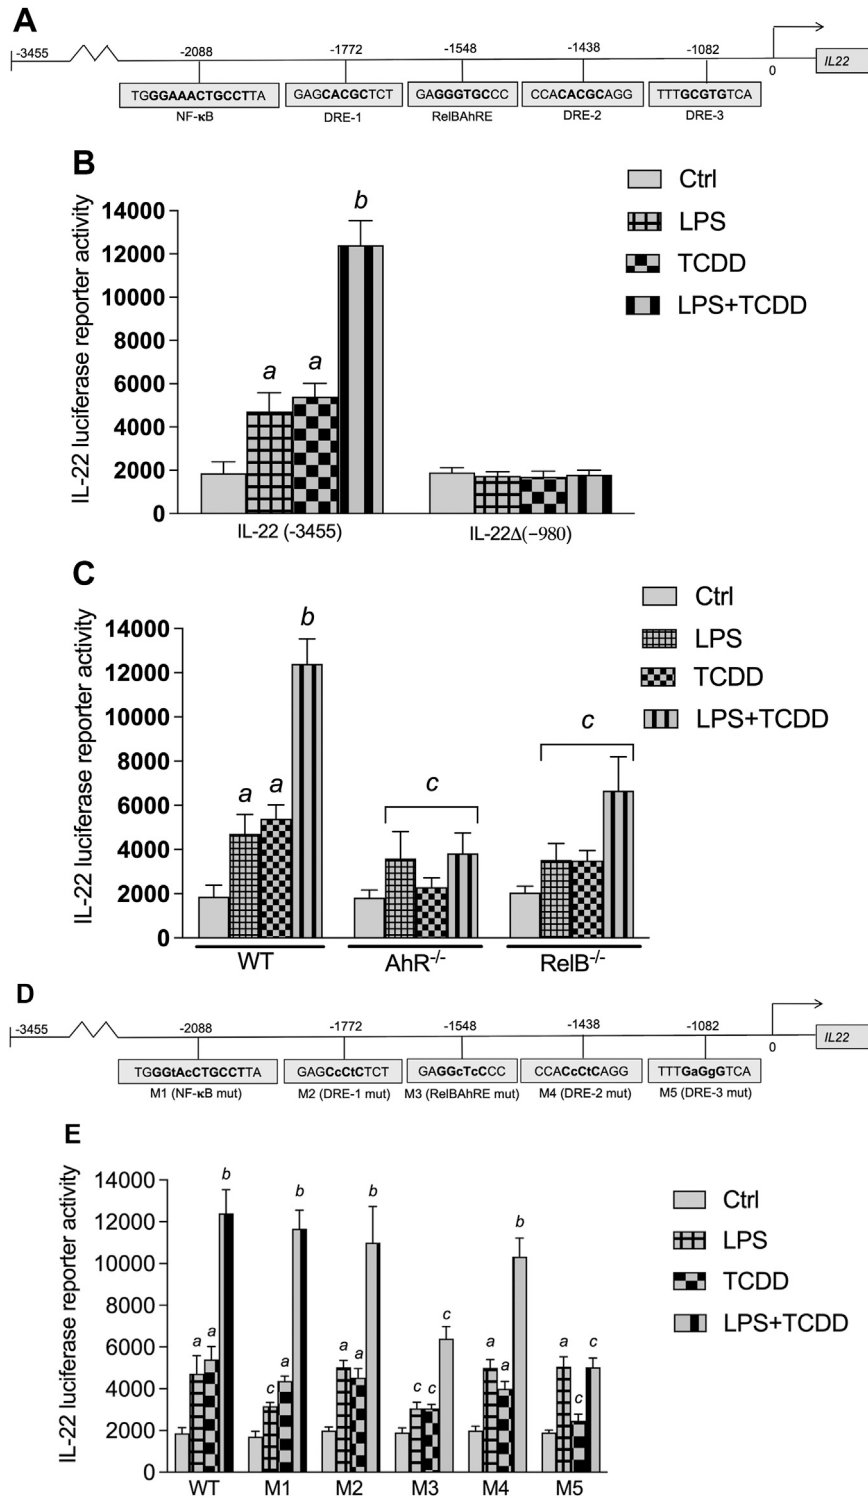 A
-3455 -2088 -1772 -1548 -1438 -1082 0 IL22
TGGGAAACTGCCTTA GAGCACGCTCT GAGGGTGCCC CCACACGCAGG TTTGCGTGTCA
NF-κB DRE-1 RelBAhRE DRE-2 DRE-3
B
IL-22 luciferase reporter activity
14000
12000
10000
8000
6000
4000
2000
0
a a b
IL-22 (-3455) IL-22Δ(−980)
Ctrl
LPS
TCDD
LPS+TCDD
C
IL-22 luciferase reporter activity
14000
12000
10000
8000
6000
4000
2000
0
a a b c c
WT AhR-/- RelB-/-
Ctrl
LPS
TCDD
LPS+TCDD
D
-3455 -2088 -1772 -1548 -1438 -1082 0 IL22
TGGGtAcCTGCCTTA GAGCcCtCTCT GAGGcTcCCC CCACcCtCAGG TTTGaGgGTCA
M1 (NF-κB mut) M2 (DRE-1 mut) M3 (RelBAhRE mut) M4 (DRE-2 mut) M5 (DRE-3 mut)
E
IL-22 luciferase reporter activity
14000
12000
10000
8000
6000
4000
2000
0
a a b c a b a a b c c c a a b a c c
WT M1 M2 M3 M4 M5
Ctrl
LPS
TCDD
LPS+TCDD